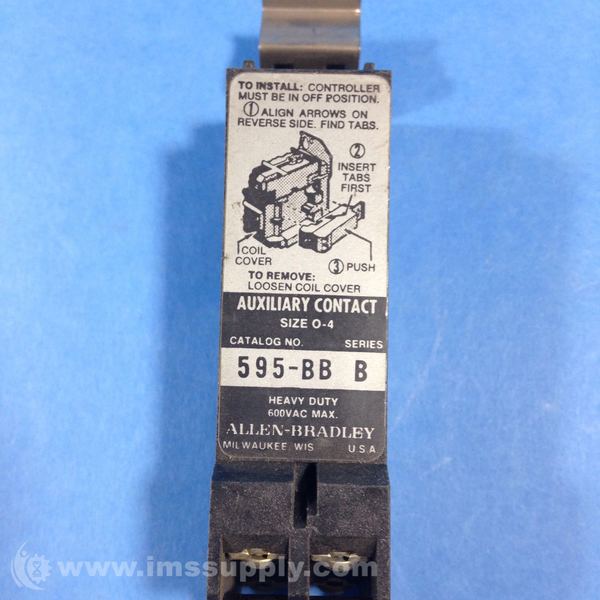 TO INSTALL: CONTROLLER
MUST BE IN OFF POSITION.
1 ALIGN ARROWS ON
REVERSE SIDE. FIND TABS.
2
INSERT
TABS
FIRST
COIL
COVER
3 PUSH
TO REMOVE:
LOOSEN COIL COVER
AUXILIARY CONTACT
SIZE 0-4
CATALOG NO. SERIES
595-BB B
HEAVY DUTY
600VAC MAX.
ALLEN-BRADLEY
MILWAUKEE, WIS U.S.A
www.imssupply.com